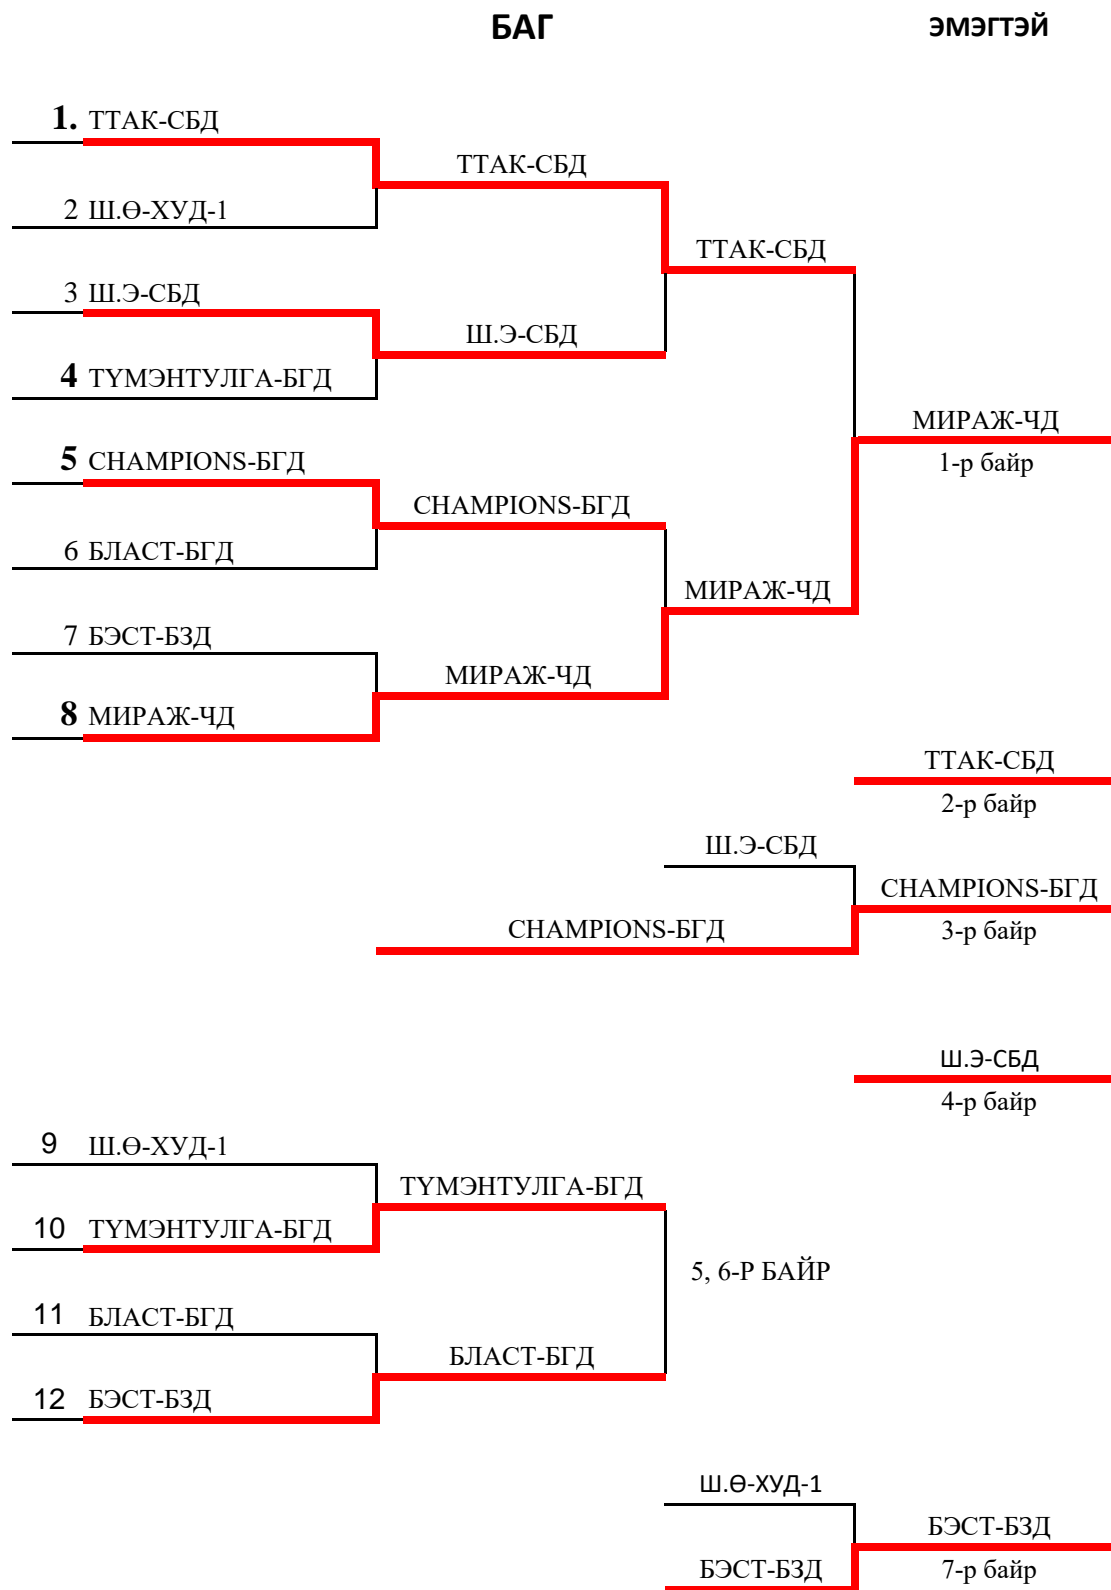 БАГ
ЭМЭГТЭЙ
1. ТТАК-СБД
ТТАК-СБД
2 Ш.Ө-ХУД-1
ТТАК-СБД
3 Ш.Э-СБД
Ш.Э-СБД
4 ТҮМЭНТУЛГА-БГД
МИРАЖ-ЧД
1-р байр
5 CHAMPIONS-БГД
CHAMPIONS-БГД
6 БЛАСТ-БГД
МИРАЖ-ЧД
7 БЭСТ-БЗД
МИРАЖ-ЧД
8 МИРАЖ-ЧД
ТТАК-СБД
2-р байр
Ш.Э-СБД
CHAMPIONS-БГД
CHAMPIONS-БГД
3-р байр
Ш.Э-СБД
4-р байр
9 Ш.Ө-ХУД-1
ТҮМЭНТУЛГА-БГД
10 ТҮМЭНТУЛГА-БГД
5, 6-Р БАЙР
11 БЛАСТ-БГД
БЛАСТ-БГД
12 БЭСТ-БЗД
Ш.Ө-ХУД-1
БЭСТ-БЗД
БЭСТ-БЗД
7-р байр